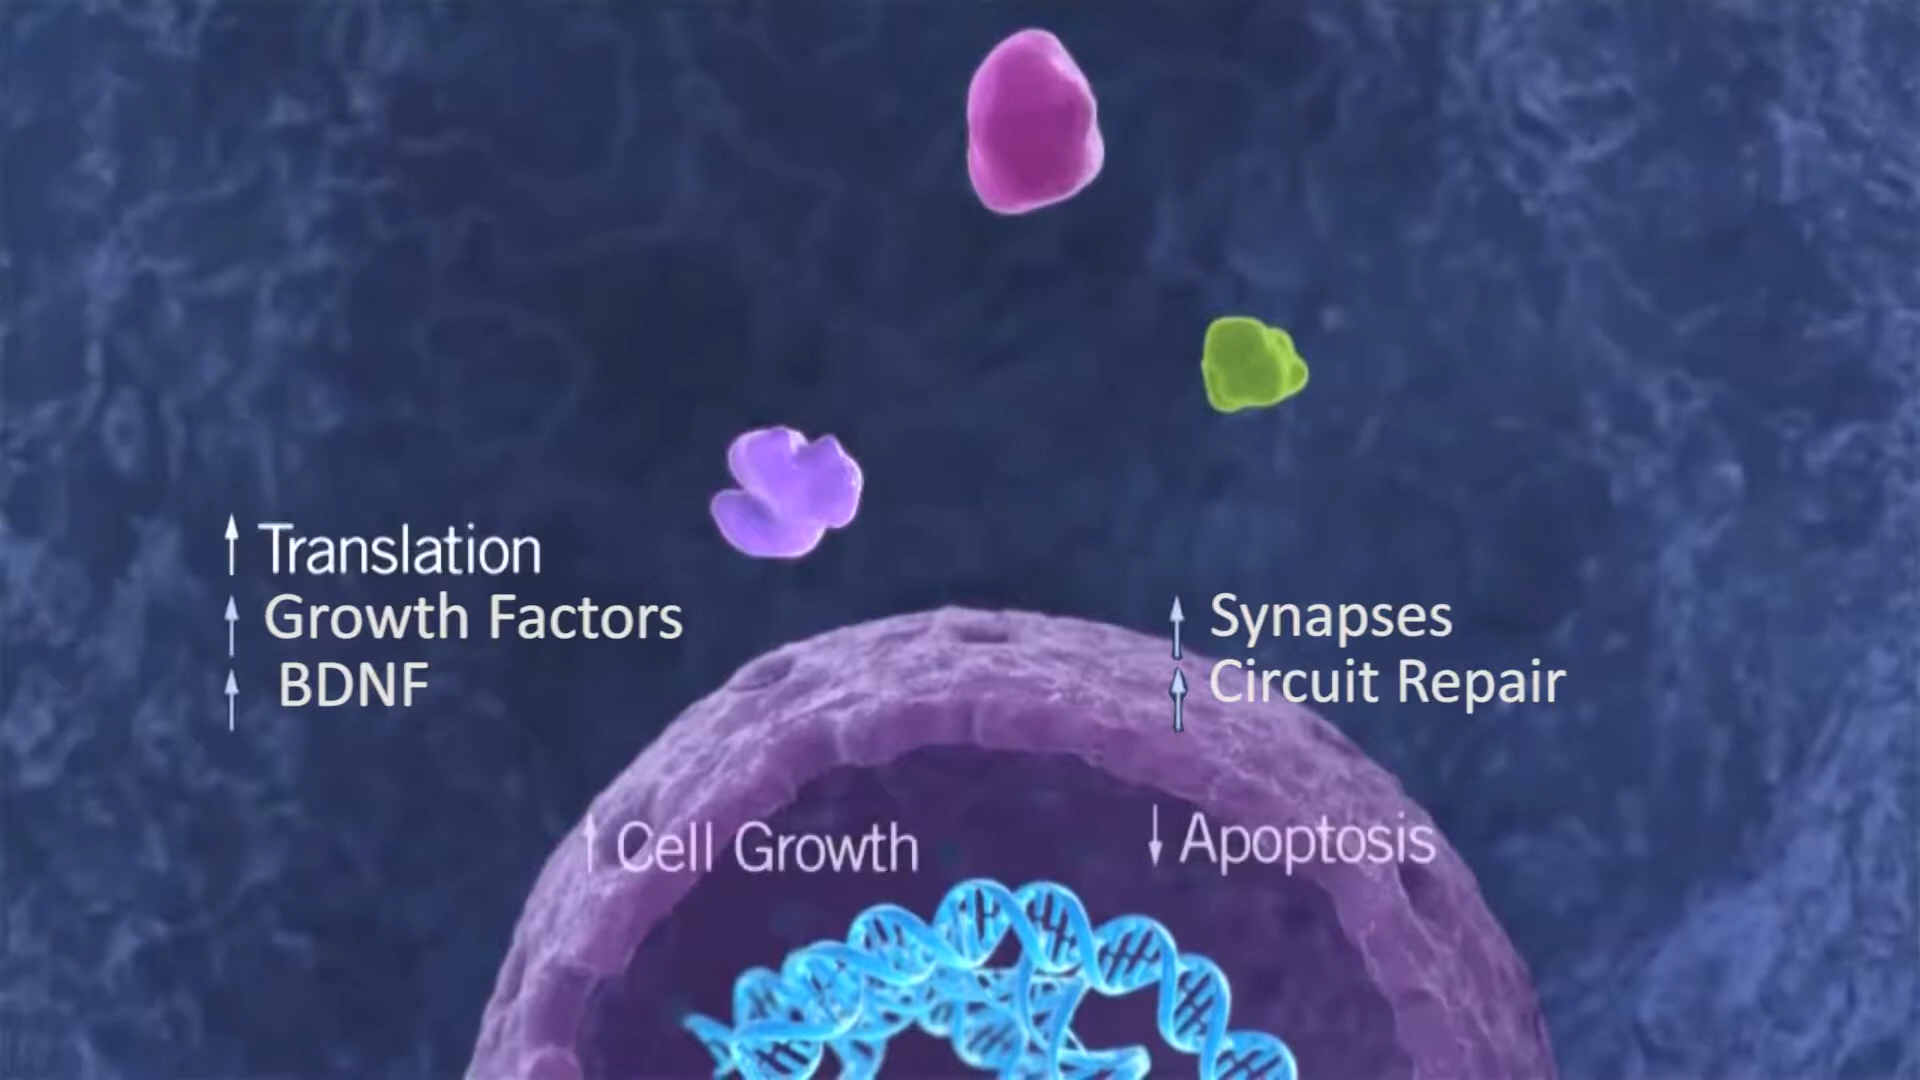 ↑ Translation
↑ Growth Factors
↑ BDNF
↑ Synapses
↑ Circuit Repair
↑ Cell Growth
↓ Apoptosis